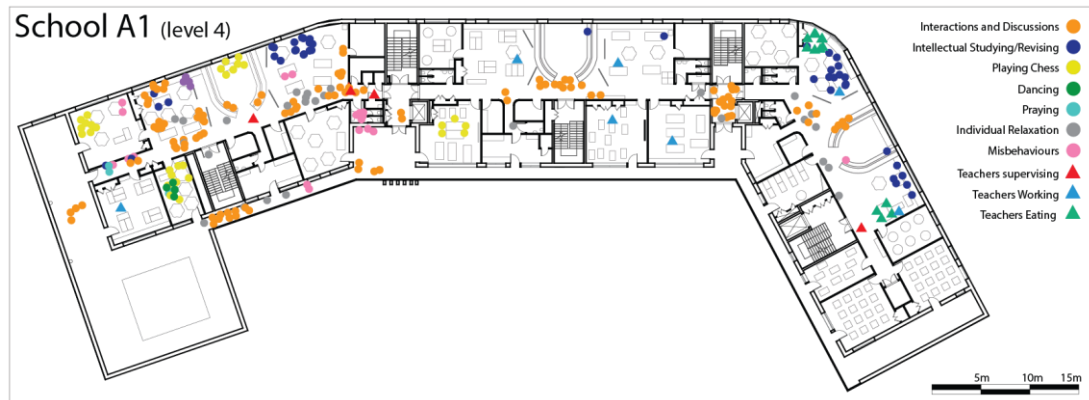 School A1 (level 4)
Interactions and Discussions
Intellectual Studying/Revising
Playing Chess
Dancing
Praying
Individual Relaxation
Misbehaviours
Teachers supervising
Teachers Working
Teachers Eating
5m 10m 15m